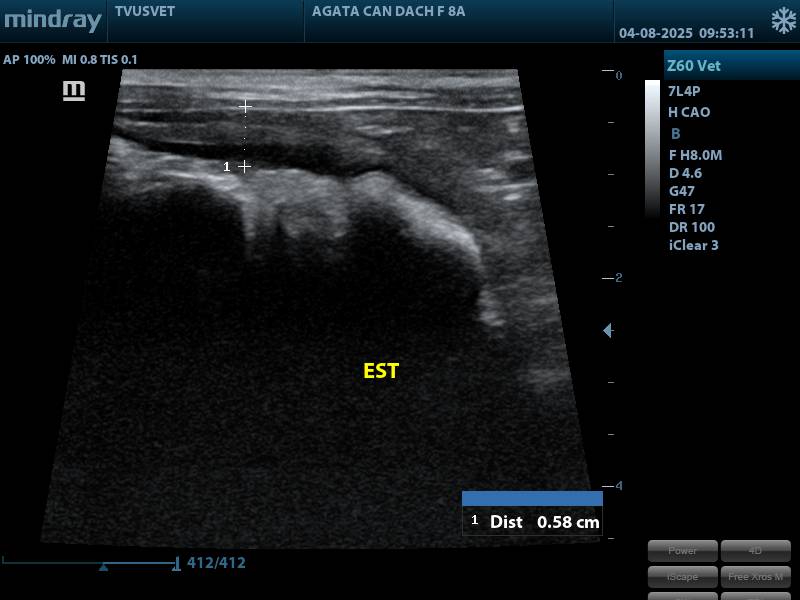 mindray
TVUSVET
AGATA CAN DACH F 8A
04-08-2025 09:53:11
AP 100% MI 0.8 TIS 0.1
m
Z60 Vet
7L4P
H CAO
B
F H8.0M
D 4.6
G47
FR 17
DR 100
iClear 3
0
1
2
EST
4
1 Dist 0.58 cm
412/412
Power
4D
iScape
Free Xros M